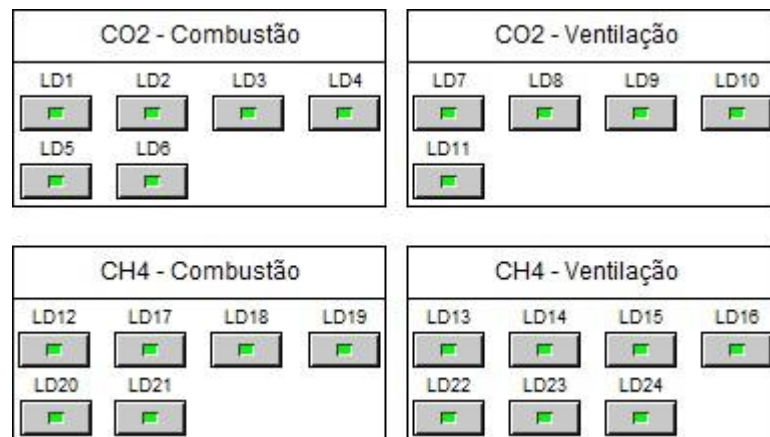 CO2 - Combustão
LD1 LD2 LD3 LD4
LD5 LD6
CO2 - Ventilação
LD7 LD8 LD9 LD10
LD11
CH4 - Combustão
LD12 LD17 LD18 LD19
LD20 LD21
CH4 - Ventilação
LD13 LD14 LD15 LD16
LD22 LD23 LD24